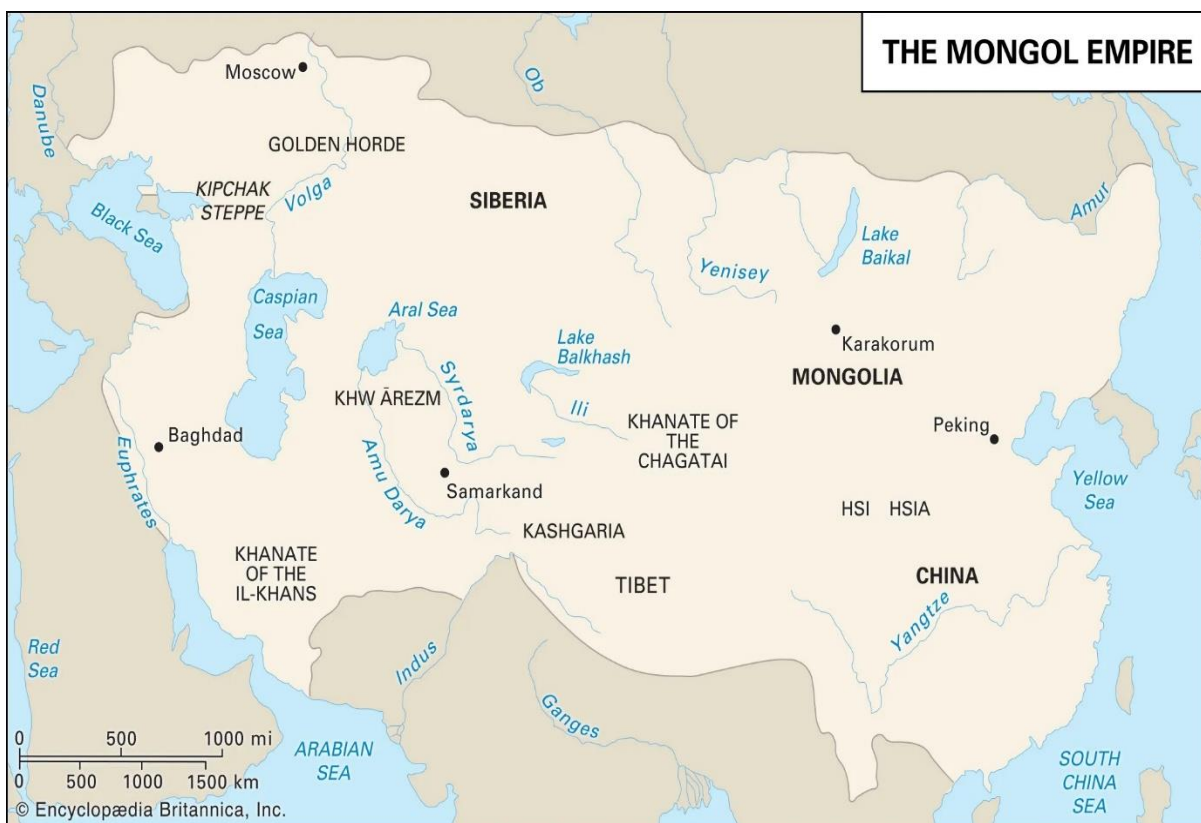 THE MONGOL EMPIRE
Moscow
Ob
Danube
GOLDEN HORDE
KIPCHAK
STEPPE
Volga
SIBERIA
Amur
Black Sea
Lake
Baikal
Yenisey
Caspian
Sea
Aral Sea
Lake
Balkhash
Karakorum
MONGOLIA
KHW ĀREZM
Syrdarya
Ili
KHANATE OF
THE
CHAGATAI
Peking
Baghdad
Euphrates
Amu Darya
Samarkand
Yellow
Sea
HSI HSIA
KASHGARIA
KHANATE
OF THE
IL-KHANS
TIBET
CHINA
Yangtze
Red
Sea
Indus
Ganges
0 500 1000 mi
0 500 1000 1500 km
ARABIAN
SEA
SOUTH
CHINA
SEA
© Encyclopædia Britannica, Inc.